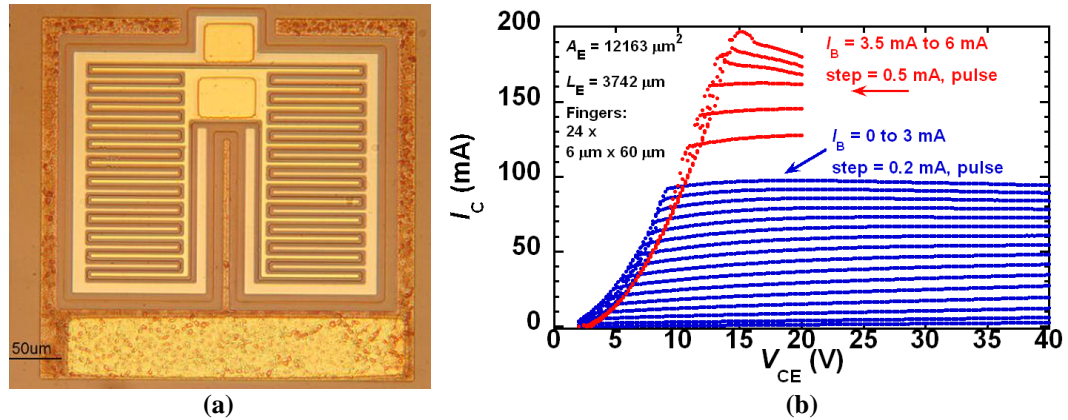 50um
(a)
A_E = 12163 µm²
L_E = 3742 µm
Fingers:
24 x
6 µm x 60 µm
I_B = 3.5 mA to 6 mA
step = 0.5 mA, pulse
I_B = 0 to 3 mA
step = 0.2 mA, pulse
I_C (mA)
200
150
100
50
0
0 5 10 15 20 25 30 35 40
V_CE (V)
(b)